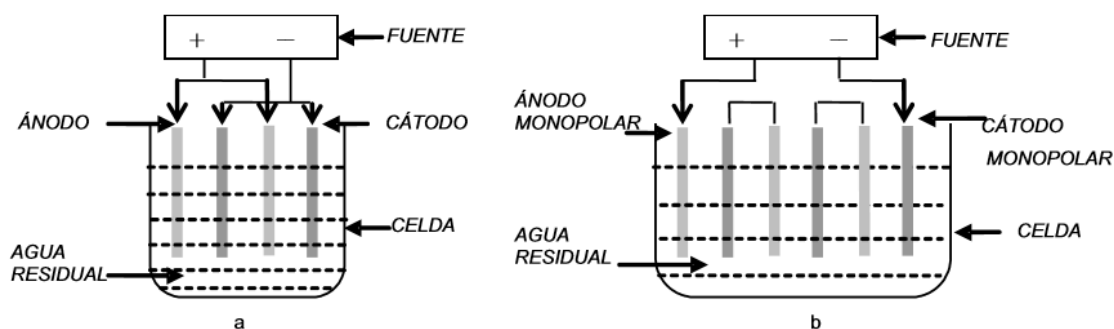 + —
FUENTE
ÁNODO
CÁTODO
CELDA
AGUA
RESIDUAL
a
+ —
FUENTE
ÁNODO
MONOPOLAR
CÁTODO
MONOPOLAR
AGUA
RESIDUAL
CELDA
b